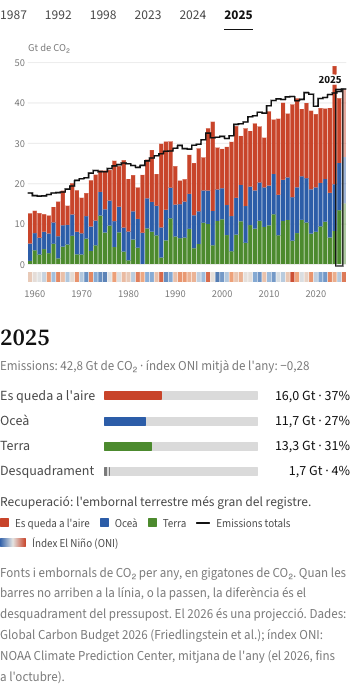 1987 1992 1998 2023 2024 2025
Gt de CO₂
50
2025
40
30
20
10
0
1960 1970 1980 1990 2000 2010 2020
2025
Emissions: 42,8 Gt de CO₂ · índex ONI mitjà de l'any: −0,28
Es queda a l'aire 16,0 Gt · 37%
Oceà 11,7 Gt · 27%
Terra 13,3 Gt · 31%
Desquadrament 1,7 Gt · 4%
Recuperació: l'embornal terrestre més gran del registre.
Es queda a l'aire Oceà Terra Emissions totals
Índex El Niño (ONI)
Fonts i embornals de CO₂ per any, en gigatones de CO₂. Quan les
barres no arriben a la línia, o la passen, la diferència és el
desquadrament del pressupost. El 2026 és una projecció. Dades:
Global Carbon Budget 2026 (Friedlingstein et al.); índex ONI:
NOAA Climate Prediction Center, mitjana de l'any (el 2026, fins
a l'octubre).